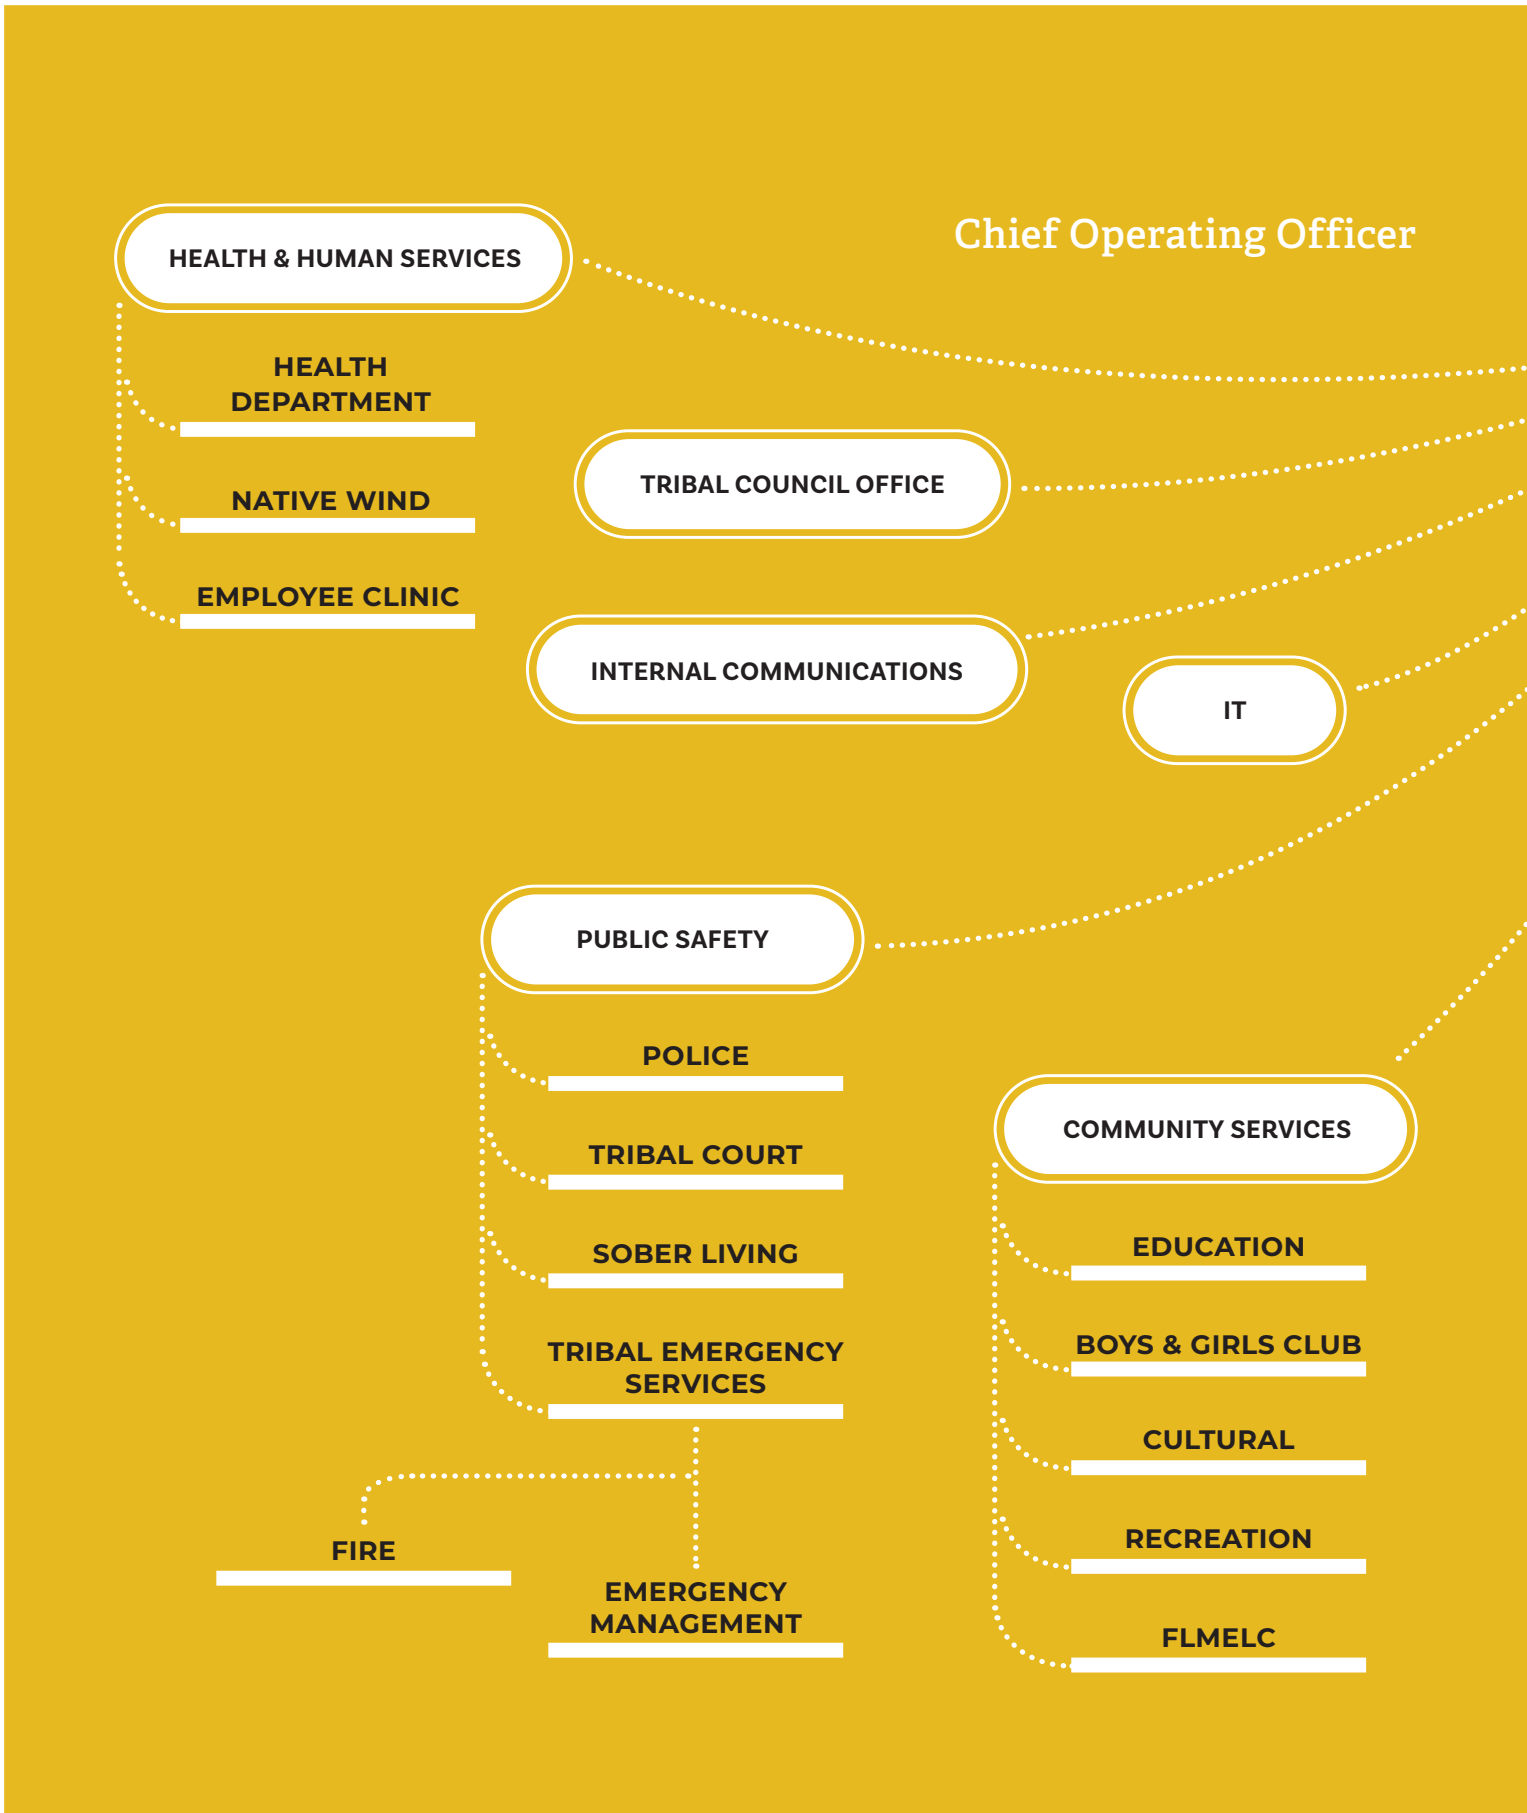 Chief Operating Officer
HEALTH & HUMAN SERVICES
HEALTH
DEPARTMENT
NATIVE WIND
EMPLOYEE CLINIC
TRIBAL COUNCIL OFFICE
INTERNAL COMMUNICATIONS
IT
PUBLIC SAFETY
POLICE
TRIBAL COURT
SOBER LIVING
TRIBAL EMERGENCY
SERVICES
FIRE
EMERGENCY
MANAGEMENT
COMMUNITY SERVICES
EDUCATION
BOYS & GIRLS CLUB
CULTURAL
RECREATION
FLMELC